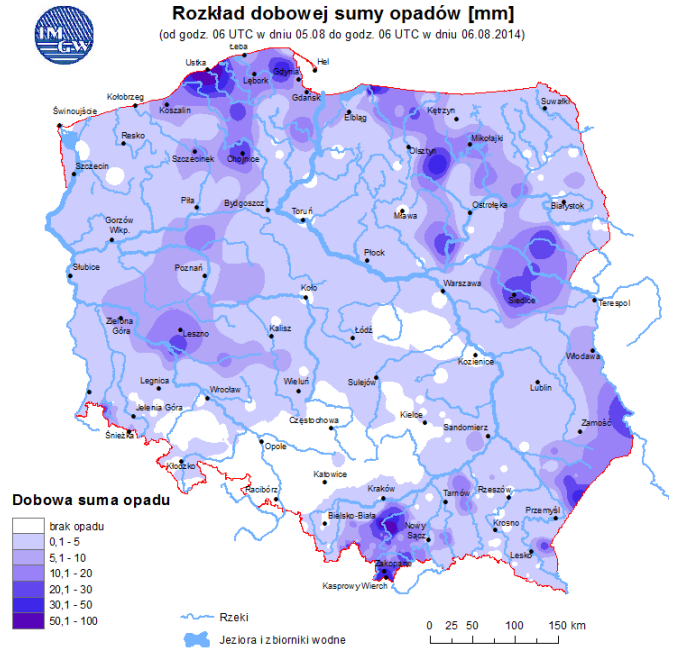 Rozkład dobowej sumy opadów [mm]
(od godz. 06 UTC w dniu 05.08 do godz. 06 UTC w dniu 06.08.2014)
IM
GW
Łeba
Ustka
Hel
Lębork
Gdynia
Gdańsk
Kołobrzeg
Koszalin
Świnoujście
Elbląg
Kętrzyn
Suwałki
Resko
Mikołajki
Olsztyn
Szczecinek
Chojnice
Szczecin
Piła
Bydgoszcz
Toruń
Mława
Ostrołęka
Białystok
Gorzów
Wlkp.
Płock
Słubice
Poznań
Koło
Warszawa
Siedlce
Terespol
Zielona
Góra
Leszno
Kalisz
Łódź
Kozienice
Włodawa
Legnica
Wrocław
Wieluń
Sulejów
Lublin
Jelenia Góra
Śnieżka
Częstochowa
Kielce
Sandomierz
Zamość
Opole
Kłodzko
Katowice
Racibórz
Kraków
Tarnów
Rzeszów
Bielsko-Biała
Nowy
Sącz
Krosno
Przemyśl
Lesko
Zakopane
Kasprowy Wierch
Dobowa suma opadu
brak opadu
0,1 - 5
5,1 - 10
10,1 - 20
20,1 - 30
30,1 - 50
50,1 - 100
Rzeki
Jeziora i zbiorniki wodne
0 25 50 100 150 km